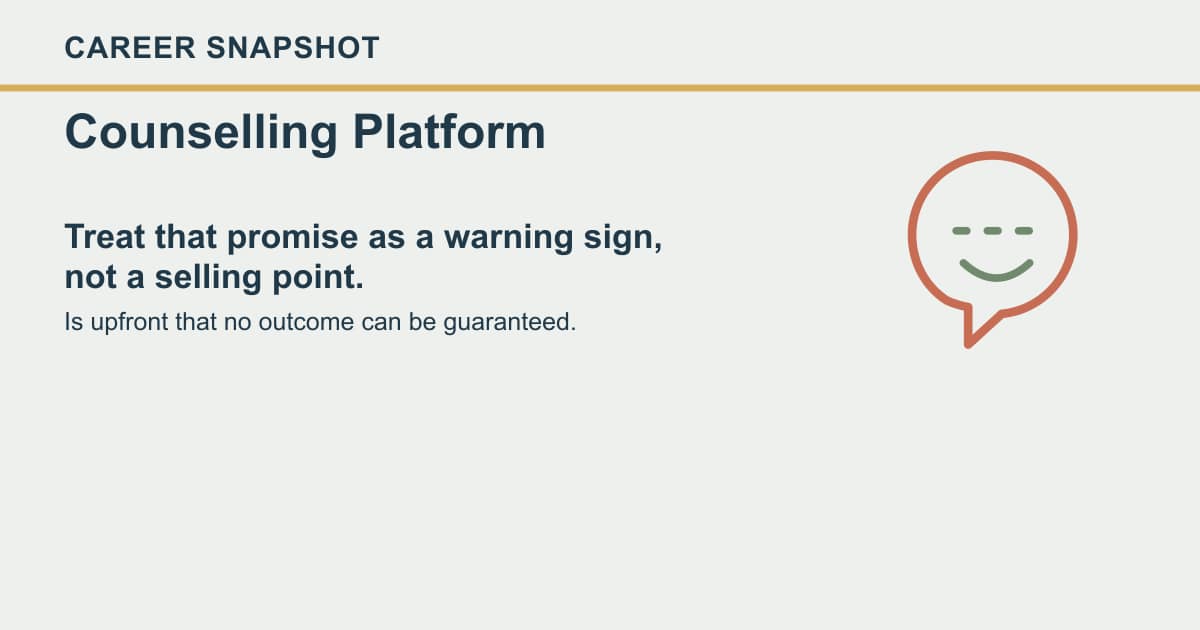 CAREER SNAPSHOT
Counselling Platform
Treat that promise as a warning sign,
not a selling point.
Is upfront that no outcome can be guaranteed.